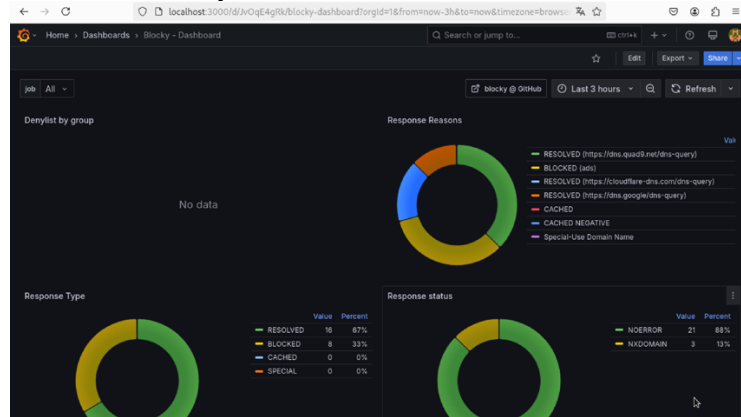 localhost:3000/d/JvOqE4gRk/blocky-dashboard?orgId=1&from=now-3h&to=now&timezone=browse
Home › Dashboards › Blocky - Dashboard
Search or jump to...
ctrl+k
Edit
Export
Share
job All
blocky @ GitHub
Last 3 hours
Refresh
Denylist by group
No data
Response Reasons
RESOLVED (https://dns.quad9.net/dns-query)
BLOCKED (ads)
RESOLVED (https://cloudflare-dns.com/dns-query)
RESOLVED (https://dns.google/dns-query)
CACHED
CACHED NEGATIVE
Special-Use Domain Name
Response Type
Value Percent
RESOLVED 16 67%
BLOCKED 8 33%
CACHED 0 0%
SPECIAL 0 0%
Response status
Value Percent
NOERROR 21 88%
NXDOMAIN 3 13%